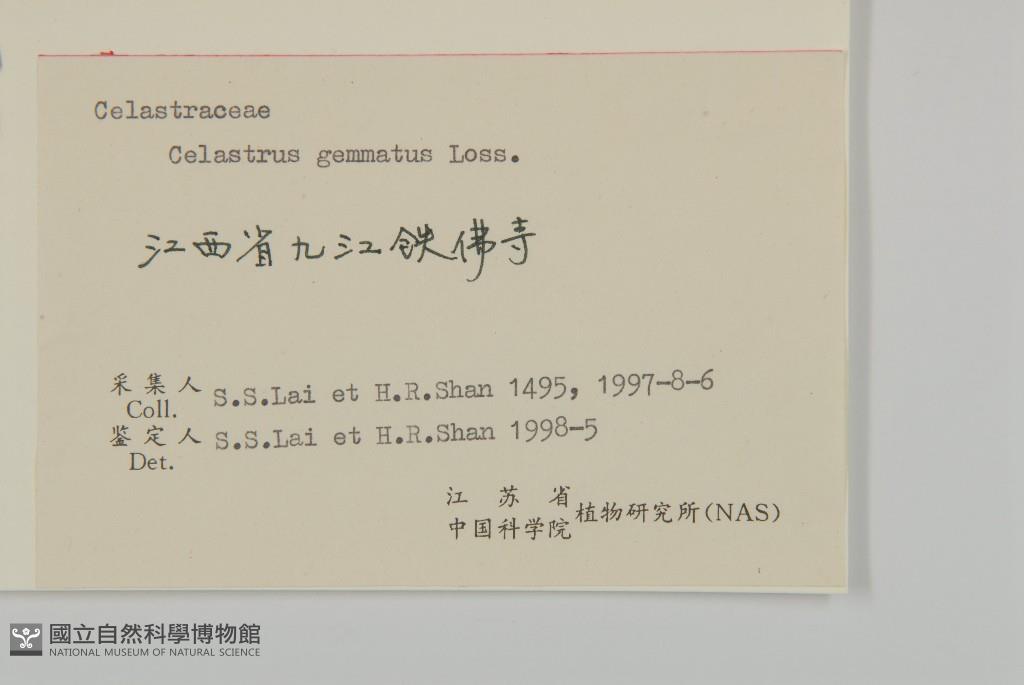 Celastraceae
Celastrus gemmatus Loss.
江西省九江铁佛寺
采集人 S.S.Lai et H.R.Shan 1495, 1997-8-6
Coll.
鉴定人 S.S.Lai et H.R.Shan 1998-5
Det.
江苏省
中国科学院 植物研究所(NAS)
國立自然科學博物館
NATIONAL MUSEUM OF NATURAL SCIENCE